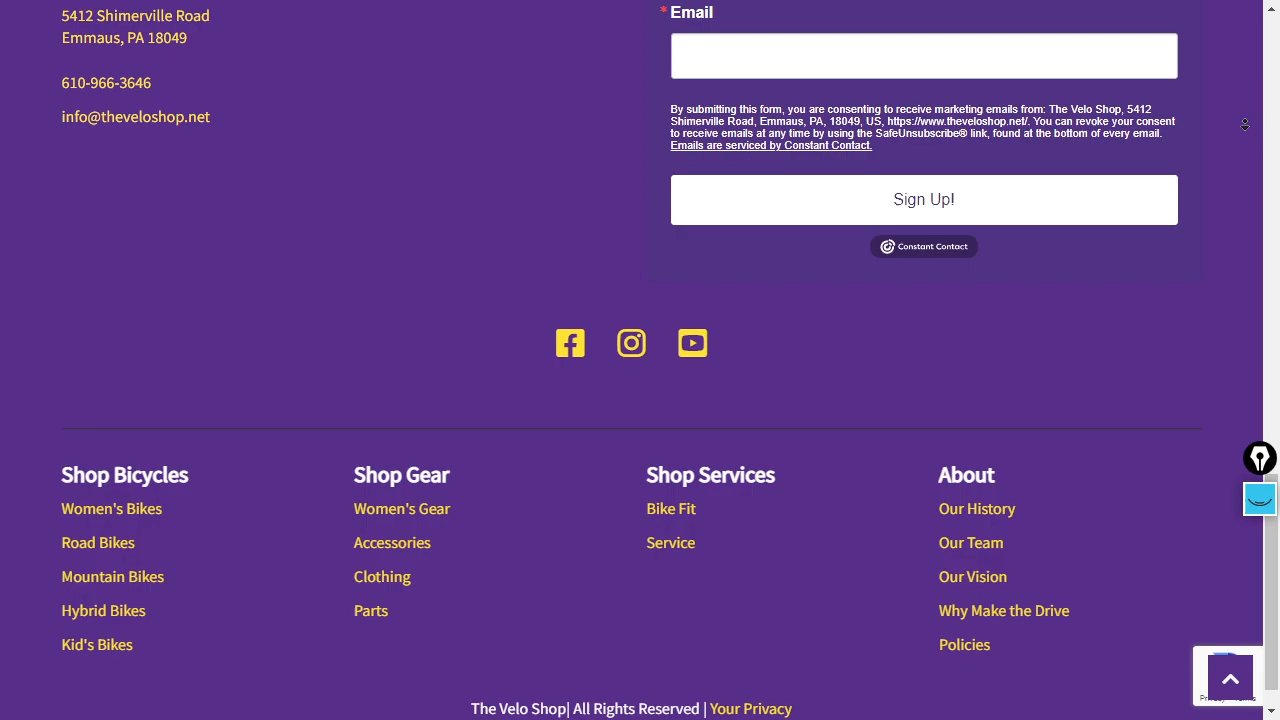 5412 Shimerville Road
Emmaus, PA 18049
610-966-3646
info@theveloshop.net
* Email
By submitting this form, you are consenting to receive marketing emails from: The Velo Shop, 5412
Shimerville Road, Emmaus, PA, 18049, US, https://www.theveloshop.net/. You can revoke your consent
to receive emails at any time by using the SafeUnsubscribe® link, found at the bottom of every email.
Emails are serviced by Constant Contact.
Sign Up!
Constant Contact
Shop Bicycles
Women's Bikes
Road Bikes
Mountain Bikes
Hybrid Bikes
Kid's Bikes
Shop Gear
Women's Gear
Accessories
Clothing
Parts
Shop Services
Bike Fit
Service
About
Our History
Our Team
Our Vision
Why Make the Drive
Policies
The Velo Shop| All Rights Reserved | Your Privacy